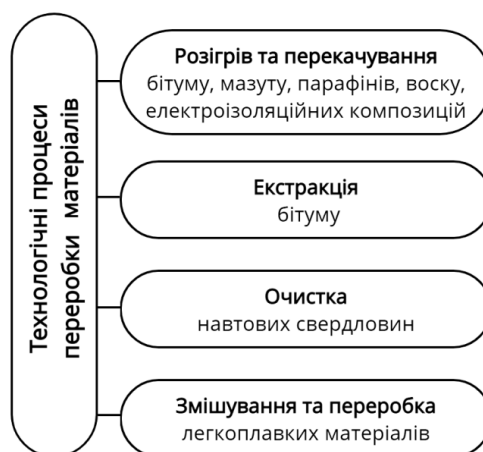 Технологічні процеси
переробки матеріалів
Розігрів та перекачування
бітуму, мазуту, парафінів, воску,
електроізоляційних композицій
Екстракція
бітуму
Очистка
навтових свердловин
Змішування та переробка
легкоплавких матеріалів